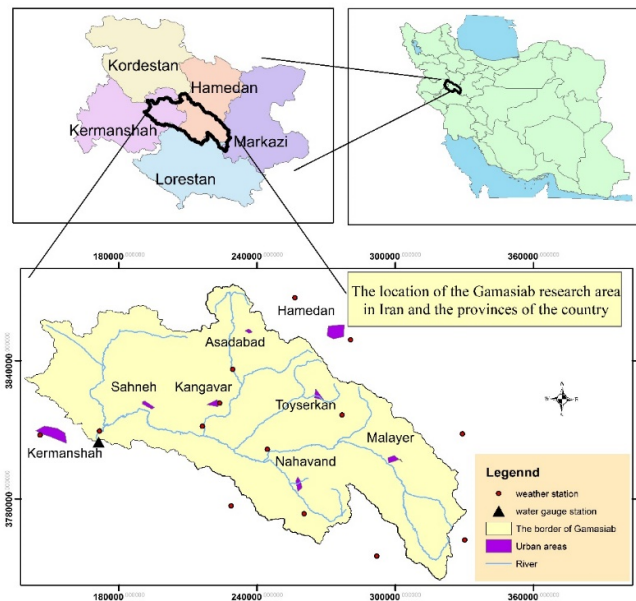 Kordestan
Hamedan
Kermanshah
Markazi
Lorestan
180000
240000
300000
360000
The location of the Gamasiab research area
in Iran and the provinces of the country
Hamedan
Asadabad
3840000
Sahneh
Kangavar
Toyserkan
Malayer
Kermanshah
Nahavand
3780000
Legennd
weather station
water gauge station
The border of Gamasiab
Urban areas
River
180000
240000
300000
360000